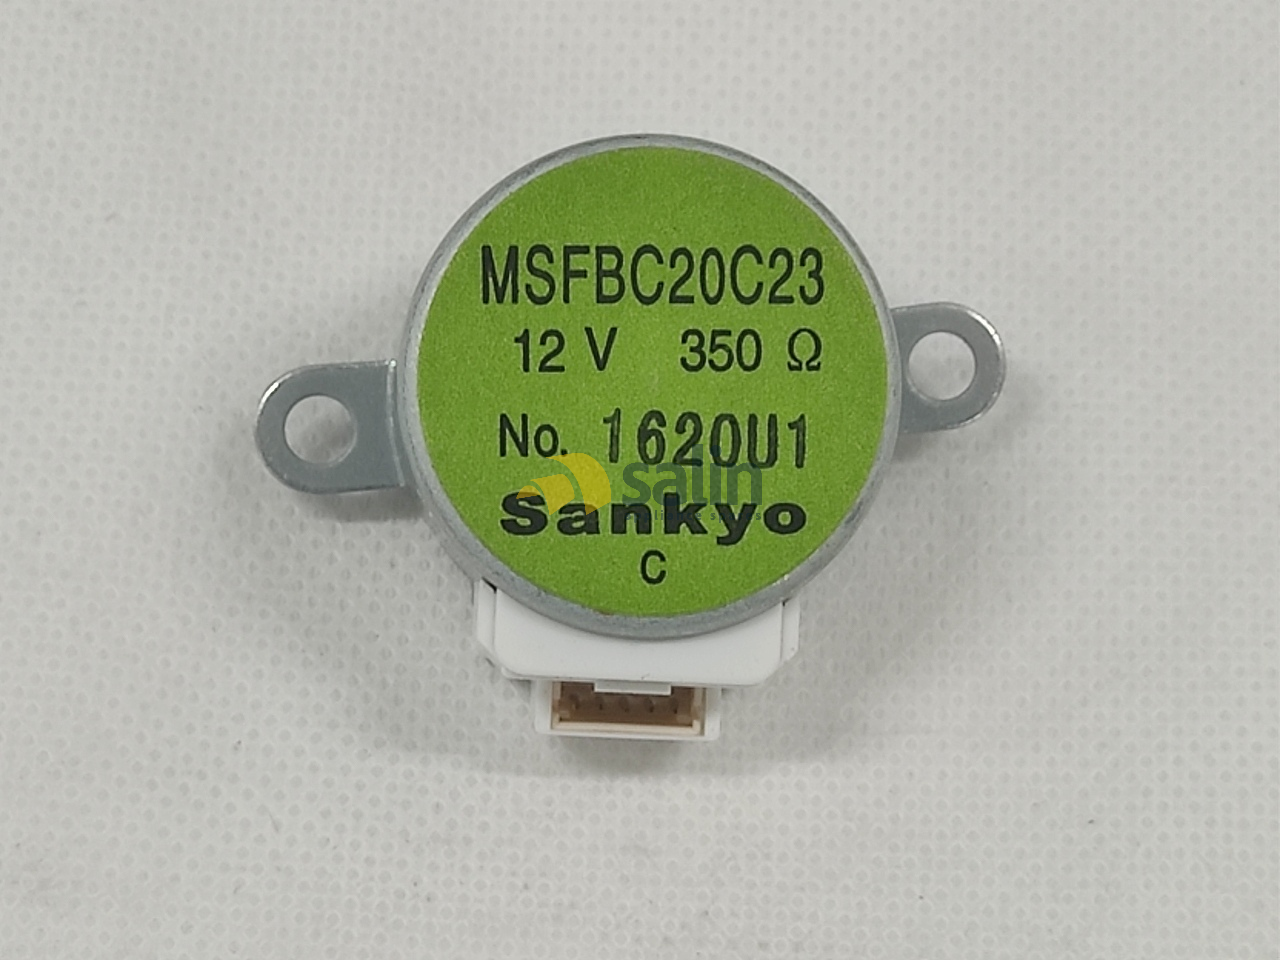 MSFBC20C23
12 V 350 Ω
No. 1620U1
salin
Sankyo
C